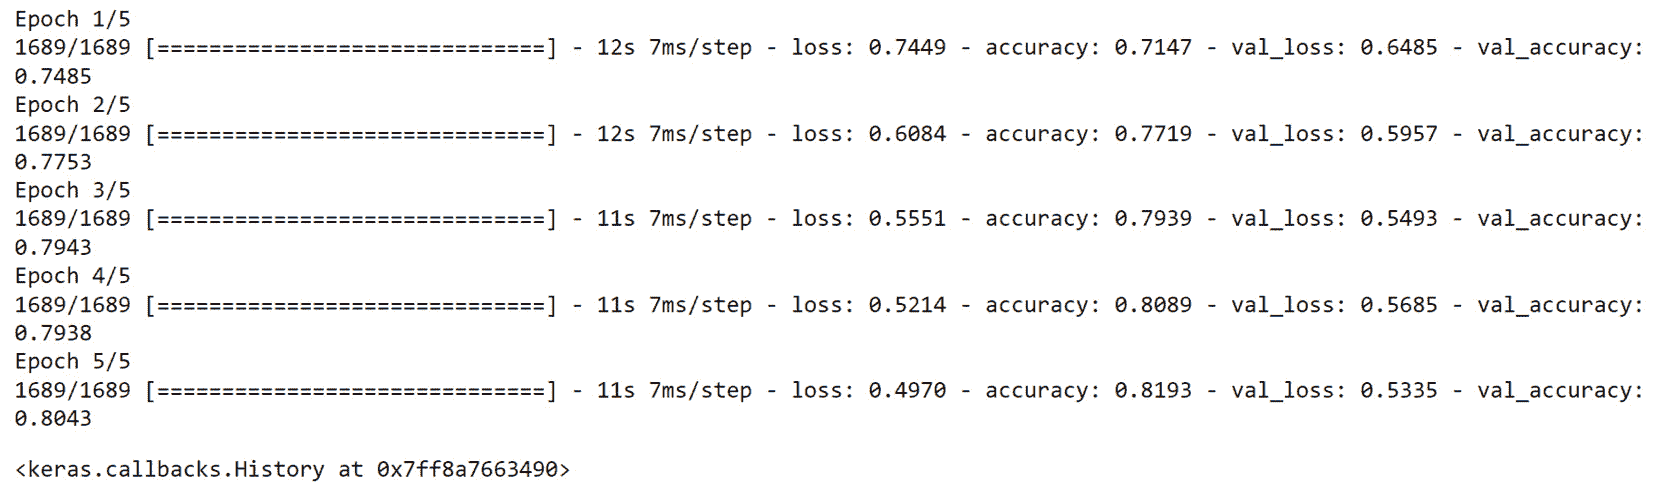 Epoch 1/5
1689/1689 [==============================] - 12s 7ms/step - loss: 0.7449 - accuracy: 0.7147 - val_loss: 0.6485 - val_accuracy:
0.7485
Epoch 2/5
1689/1689 [==============================] - 12s 7ms/step - loss: 0.6084 - accuracy: 0.7719 - val_loss: 0.5957 - val_accuracy:
0.7753
Epoch 3/5
1689/1689 [==============================] - 11s 7ms/step - loss: 0.5551 - accuracy: 0.7939 - val_loss: 0.5493 - val_accuracy:
0.7943
Epoch 4/5
1689/1689 [==============================] - 11s 7ms/step - loss: 0.5214 - accuracy: 0.8089 - val_loss: 0.5685 - val_accuracy:
0.7938
Epoch 5/5
1689/1689 [==============================] - 11s 7ms/step - loss: 0.4970 - accuracy: 0.8193 - val_loss: 0.5335 - val_accuracy:
0.8043
<keras.callbacks.History at 0x7ff8a7663490>